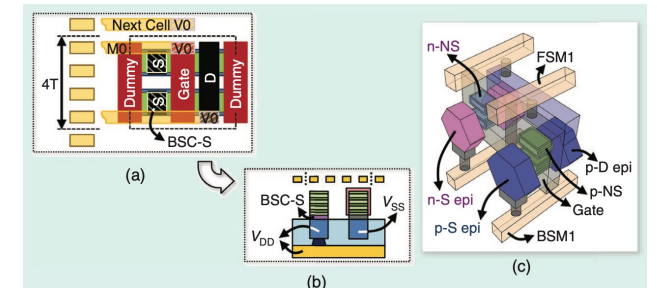 Next Cell V0
M0
V0
4T
Dummy
S
Gate
D
Dummy
S
V0
BSC-S
(a)
BSC-S
VSS
VDD
(b)
n-NS
FSM1
p-D epi
n-S epi
p-NS
Gate
p-S epi
BSM1
(c)